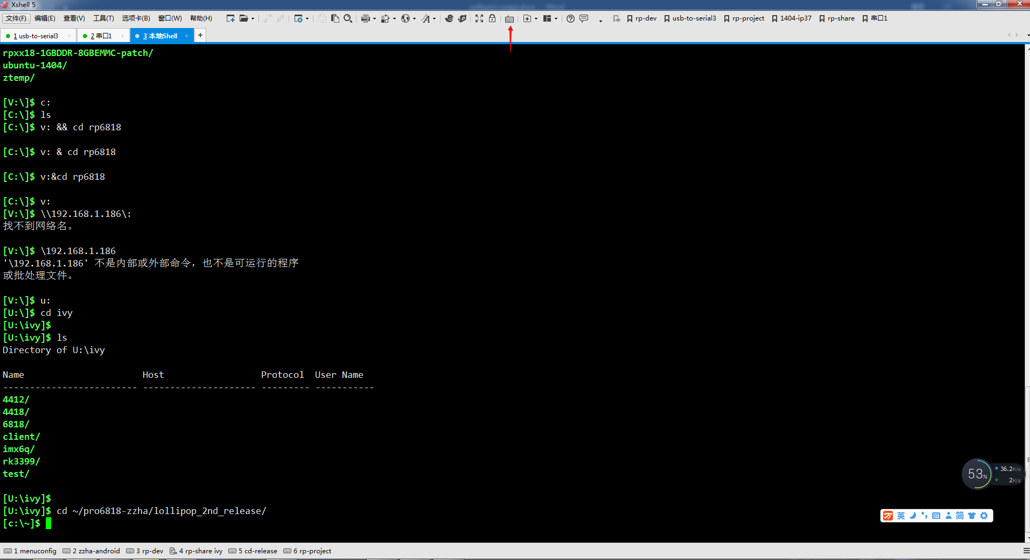 Xshell 5
文件(F) 编辑(E) 查看(V) 工具(T) 选项卡(B) 窗口(W) 帮助(H) rp-dev usb-to-serial3 rp-project 1404-ip37 rp-share 串口1
1 usb-to-serial3 × 2 串口1 × 3 本地Shell × +
rpxx18-1GBDDR-8GBEMMC-patch/
ubuntu-1404/
ztemp/
[V:\]$ c:
[C:\]$ ls
[C:\]$ v: && cd rp6818
[C:\]$ v: & cd rp6818
[C:\]$ v:&cd rp6818
[C:\]$ v:
[V:\]$ \\192.168.1.186\:
找不到网络名。
[V:\]$ \192.168.1.186
'\192.168.1.186' 不是内部或外部命令，也不是可运行的程序
或批处理文件。
[V:\]$ u:
[U:\]$ cd ivy
[U:\ivy]$
[U:\ivy]$ ls
Directory of U:\ivy
Name Host Protocol User Name
------------------------- --------------------- --------- -----------
4412/
4418/
6818/
client/
imx6q/
rk3399/
test/
[U:\ivy]$
[U:\ivy]$ cd ~/pro6818-zzha/lollipop_2nd_release/
[c:\~]$
53% 36.2K/s
2K/s
万 英 简
1 menuconfig 2 zzha-android 3 rp-dev 4 rp-share ivy 5 cd-release 6 rp-project